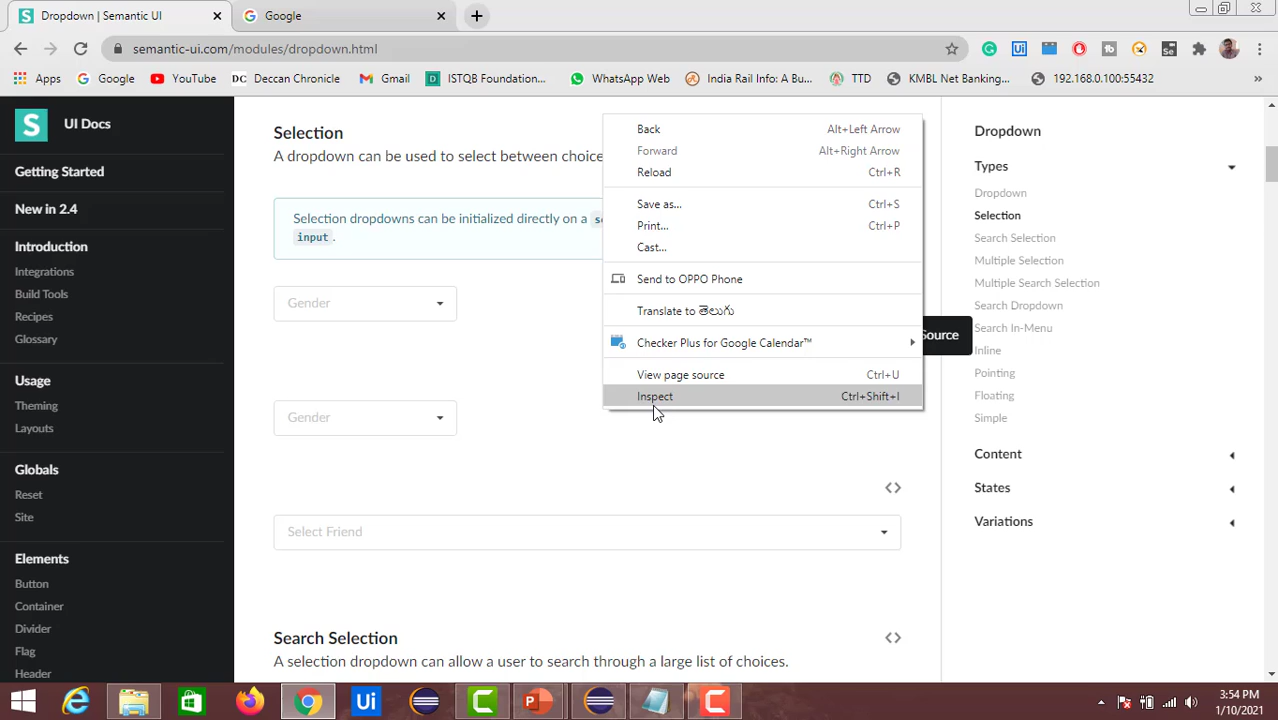 Dropdown | Semantic UI
Google
semantic-ui.com/modules/dropdown.html
Apps
Google
YouTube
DC Deccan Chronicle
Gmail
ISTQB Foundation...
WhatsApp Web
India Rail Info: A Bu...
TTD
KMBL Net Banking...
192.168.0.100:55432
»
UI Docs
Getting Started
New in 2.4
Introduction
Integrations
Build Tools
Recipes
Glossary
Usage
Theming
Layouts
Globals
Reset
Site
Elements
Button
Container
Divider
Flag
Header
Selection
A dropdown can be used to select between choice
Selection dropdowns can be initialized directly on a se
input.
Gender
Gender
Select Friend
Search Selection
A selection dropdown can allow a user to search through a large list of choices.
Back Alt+Left Arrow
Forward Alt+Right Arrow
Reload Ctrl+R
Save as... Ctrl+S
Print... Ctrl+P
Cast...
Send to OPPO Phone
Translate to తెలుగు
Checker Plus for Google Calendar™
View page source Ctrl+U
Inspect Ctrl+Shift+I
Source
Dropdown
Types
Dropdown
Selection
Search Selection
Multiple Selection
Multiple Search Selection
Search Dropdown
Search In-Menu
Inline
Pointing
Floating
Simple
Content
States
Variations
3:54 PM
1/10/2021